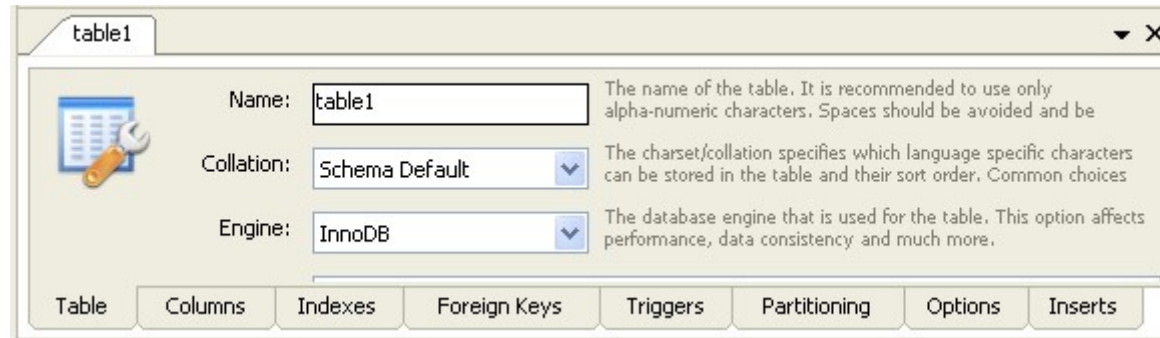 table1
Name:
table1
The name of the table. It is recommended to use only
alpha-numeric characters. Spaces should be avoided and be
Collation:
Schema Default
The charset/collation specifies which language specific characters
can be stored in the table and their sort order. Common choices
Engine:
InnoDB
The database engine that is used for the table. This option affects
performance, data consistency and much more.
Table Columns Indexes Foreign Keys Triggers Partitioning Options Inserts